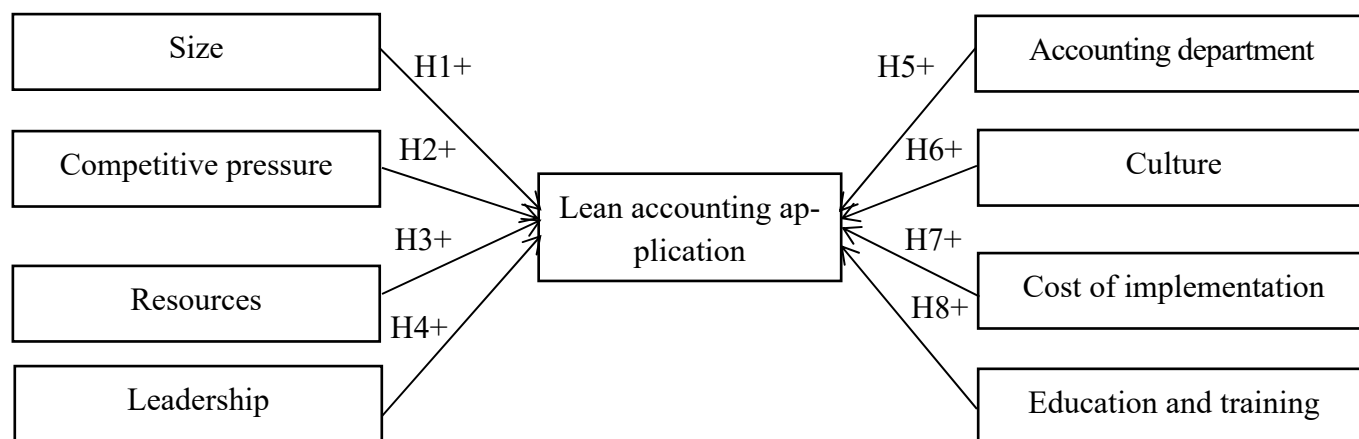 Size
H1+
Competitive pressure
H2+
Resources
H3+
Leadership
H4+
Lean accounting ap-
plication
Accounting department
H5+
Culture
H6+
Cost of implementation
H7+
Education and training
H8+